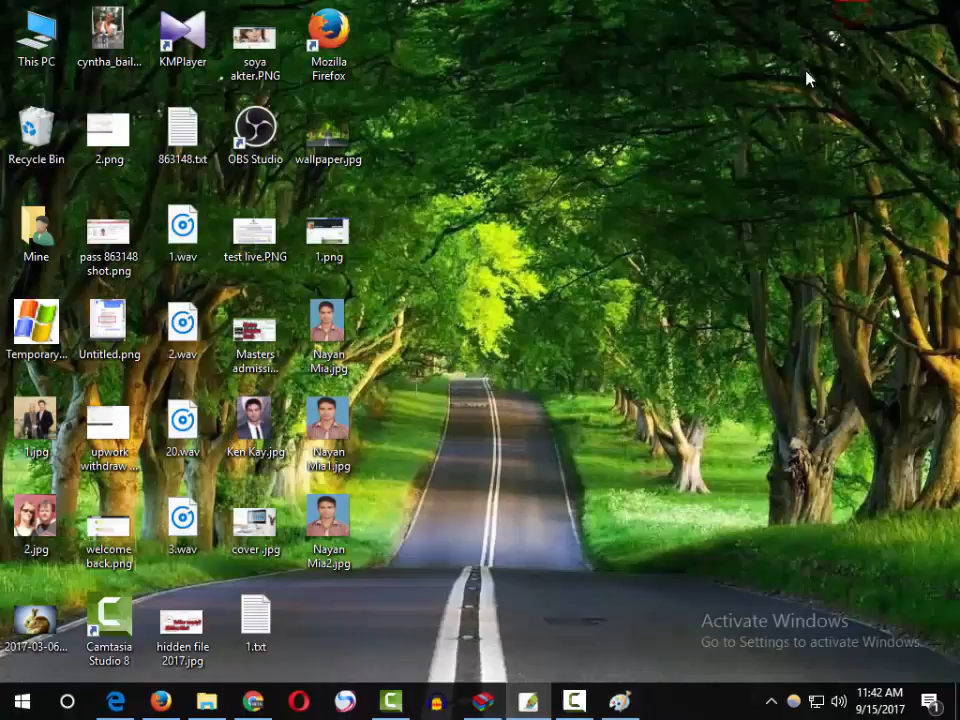 This PC
cyntha_bail...
KMPlayer
soya
akter.PNG
Mozilla
Firefox
Recycle Bin
2.png
863148.txt
OBS Studio
wallpaper.jpg
Mine
pass 863148
shot.png
1.wav
test live.PNG
1.png
Temporary...
Untitled.png
2.wav
Masters
admissi...
Nayan
Mia.jpg
1.jpg
upwork
withdraw...
20.wav
Ken Kay.jpg
Nayan
Mia1.jpg
2.jpg
welcome
back.png
3.wav
cover .jpg
Nayan
Mia2.jpg
2017-03-06...
Camtasia
Studio 8
hidden file
2017.jpg
1.txt
Activate Windows
Go to Settings to activate Windows.
11:42 AM
9/15/2017
1